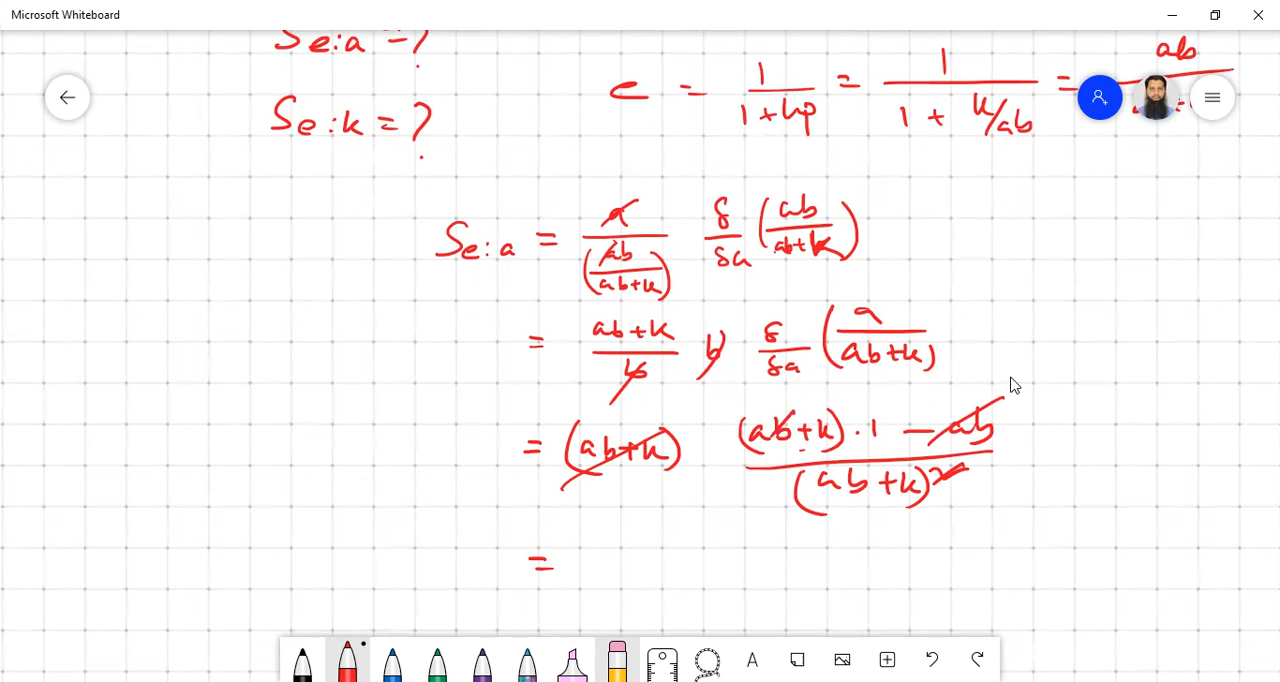 Microsoft Whiteboard
Se:a = ?
Se:k = ?
e = 1/(1+kp) = 1/(1 + k/ab) = ab
Se:a = a/(ab/(ab+k)) δ/δa (ab/(ab+k))
= (ab+k)/b b δ/δa (a/(ab+k))
= (ab+k) ((ab+k).1 − ab)/(ab+k)²
=
A